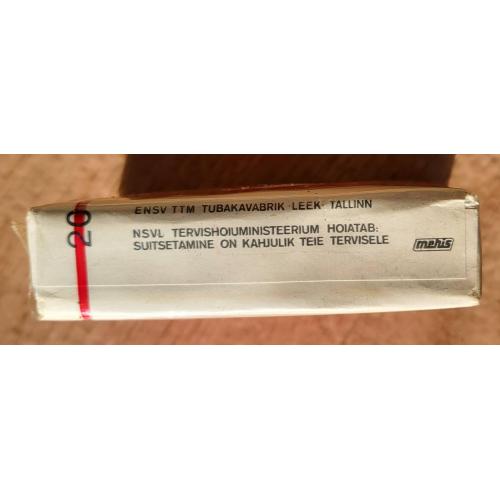 20
ENSV TTM TUBAKAVABRIK·LEEK· TALLINN
NSVL TERVISHOIUMINISTEERIUM HOIATAB:
SUITSETAMINE ON KAHJULIK TEIE TERVISELE
mehis